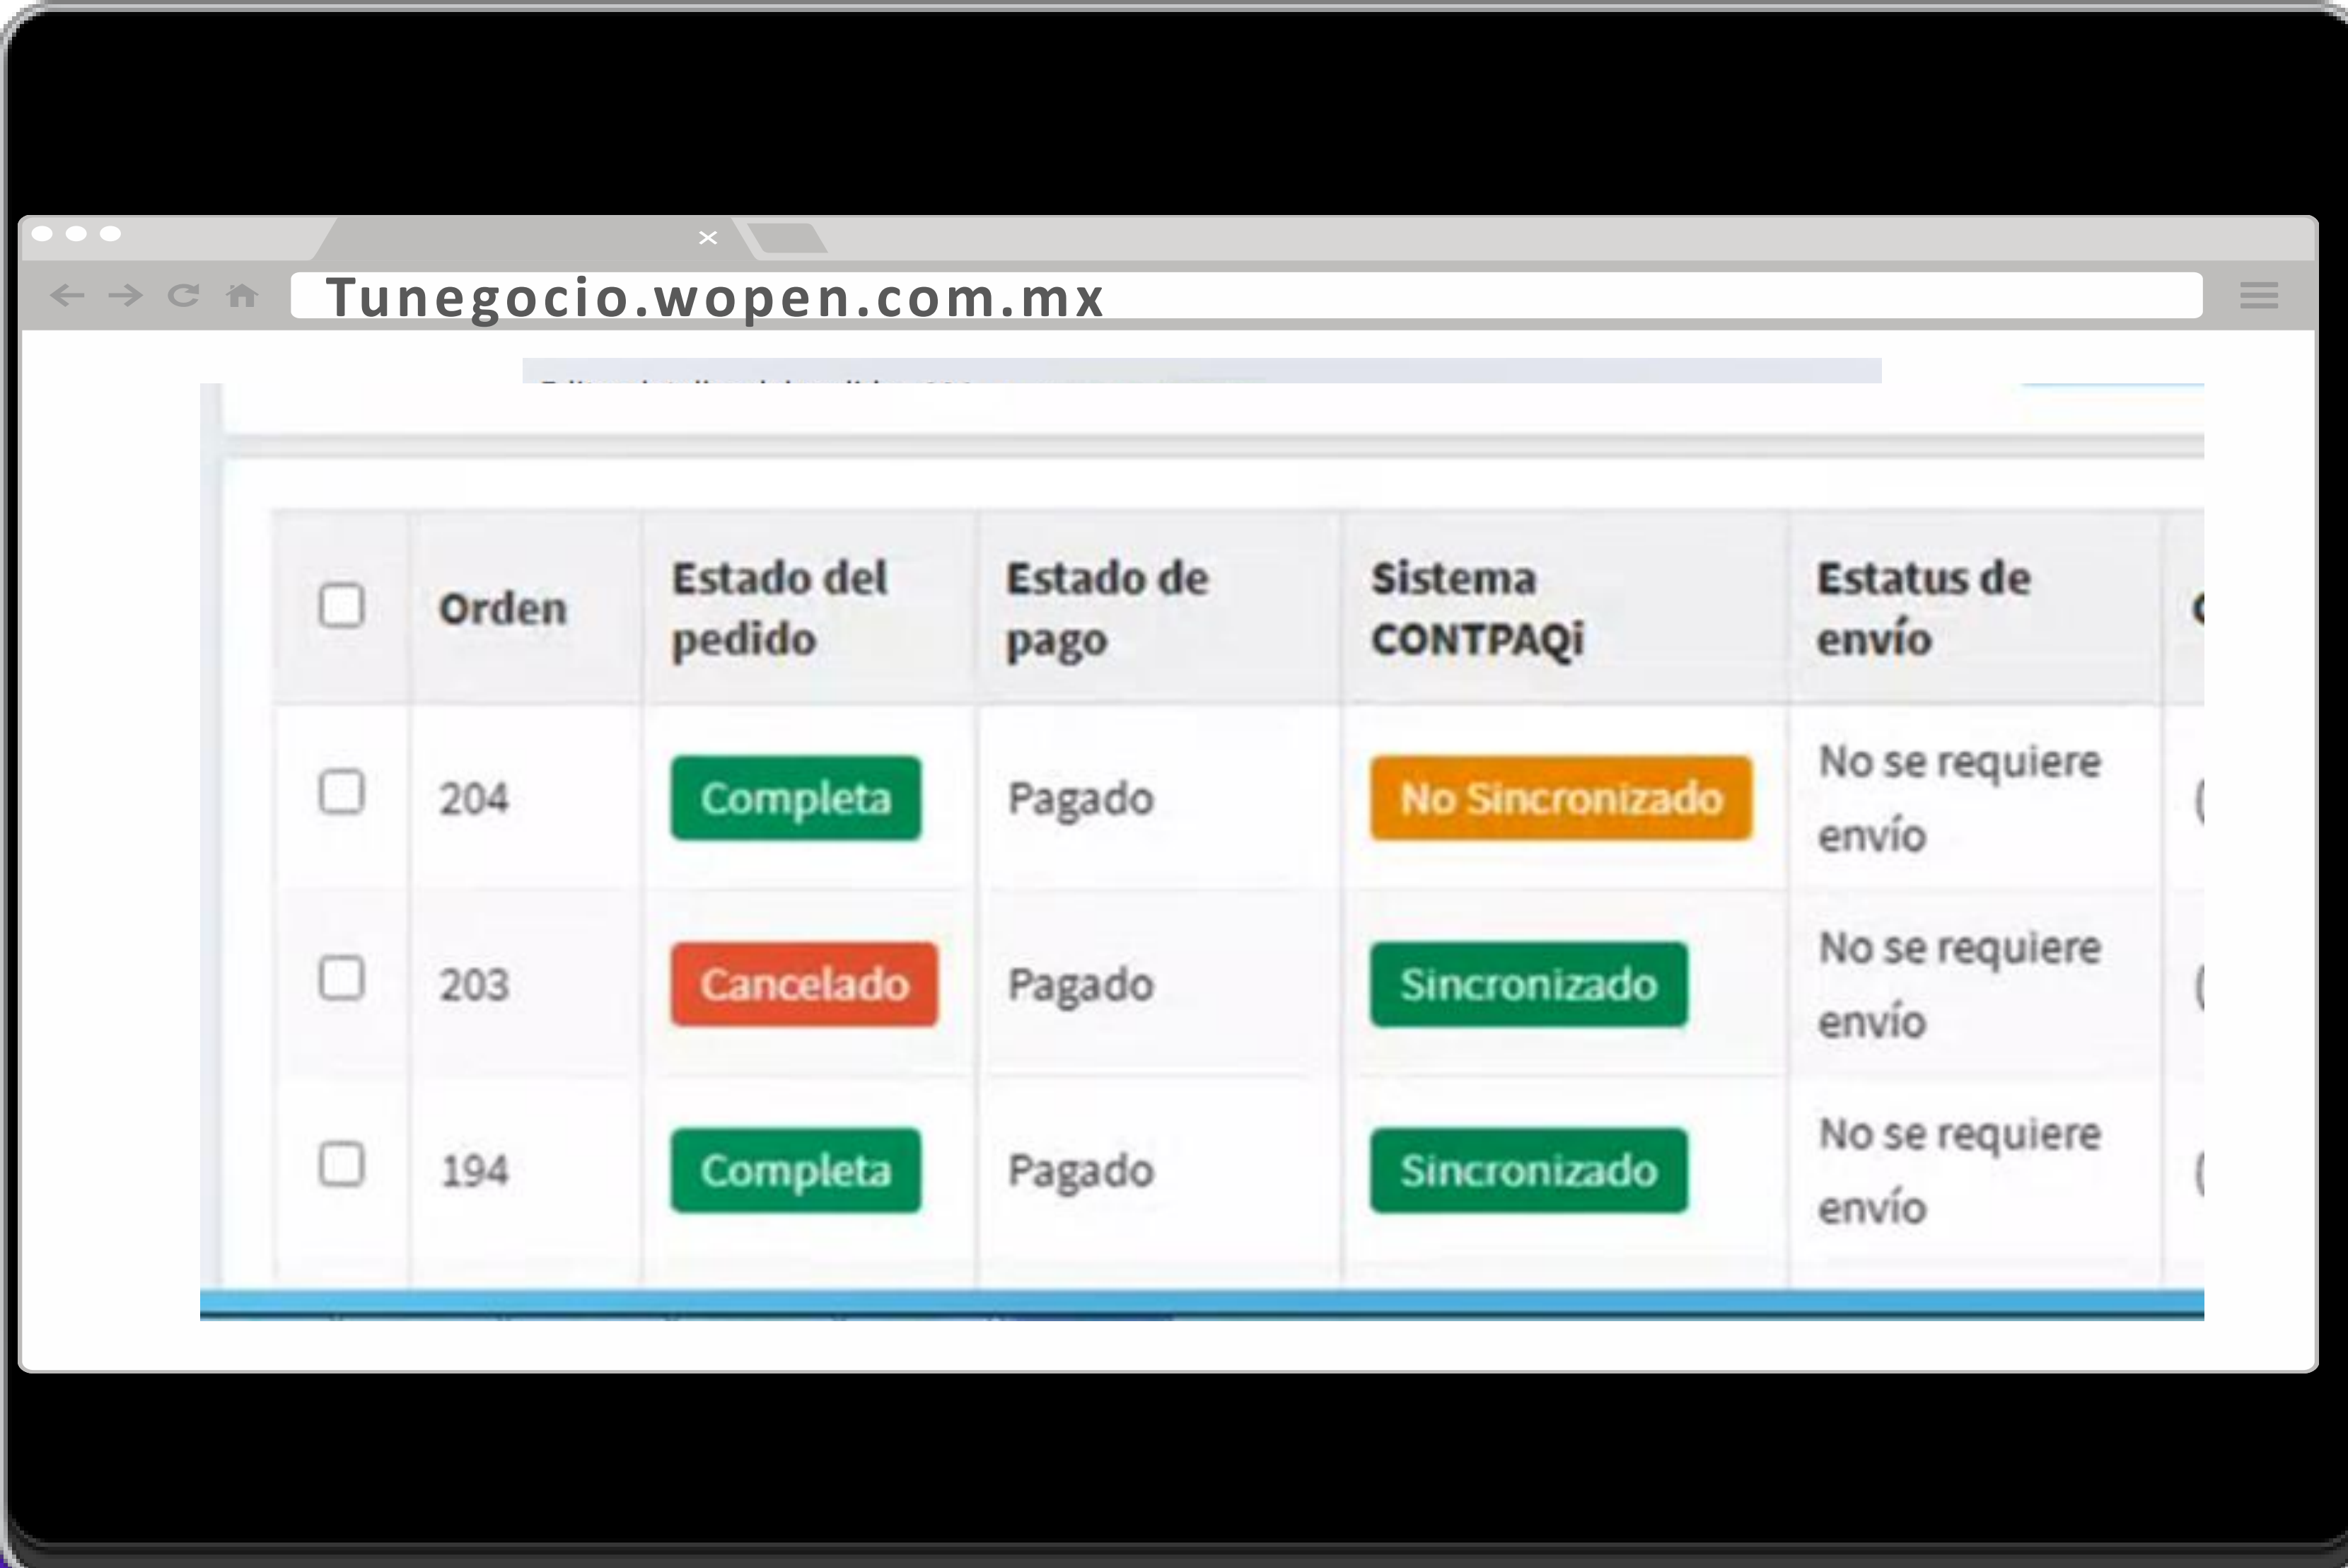 Tunegocio.wopen.com.mx
Orden
Estado del
pedido
Estado de
pago
Sistema
CONTPAQi
Estatus de
envío
204
Completa
Pagado
No Sincronizado
No se requiere
envío
203
Cancelado
Pagado
Sincronizado
No se requiere
envío
194
Completa
Pagado
Sincronizado
No se requiere
envío